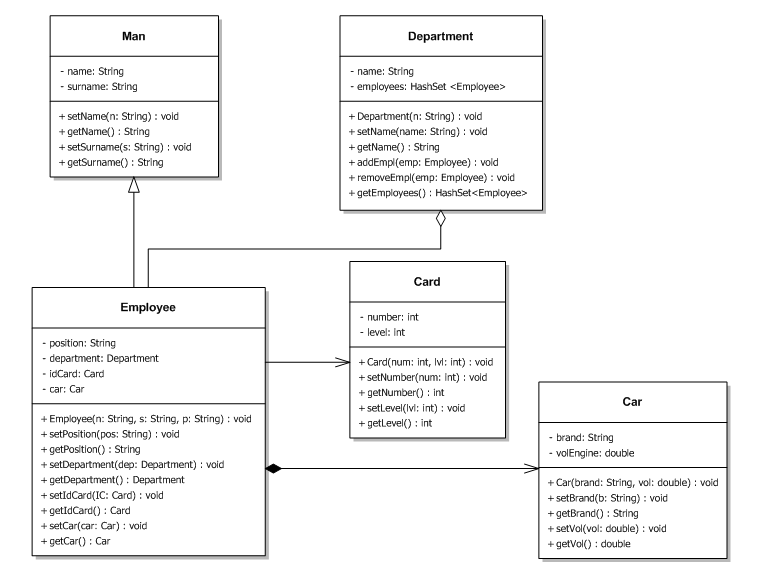 Man
- name: String
- surname: String
+ setName(n: String) : void
+ getName() : String
+ setSurname(s: String) : void
+ getSurname() : String
Department
- name: String
- employees: HashSet <Employee>
+ Department(n: String) : void
+ setName(name: String) : void
+ getName() : String
+ addEmpl(emp: Employee) : void
+ removeEmpl(emp: Employee) : void
+ getEmployees() : HashSet<Employee>
Employee
- position: String
- department: Department
- idCard: Card
- car: Car
+ Employee(n: String, s: String, p: String) : void
+ setPosition(pos: String) : void
+ getPosition() : String
+ setDepartment(dep: Department) : void
+ getDepartment() : Department
+ setIdCard(IC: Card) : void
+ getIdCard() : Card
+ setCar(car: Car) : void
+ getCar() : Car
Card
- number: int
- level: int
+ Card(num: int, lvl: int) : void
+ setNumber(num: int) : void
+ getNumber() : int
+ setLevel(lvl: int) : void
+ getLevel() : int
Car
- brand: String
- volEngine: double
+ Car(brand: String, vol: double) : void
+ setBrand(b: String) : void
+ getBrand() : String
+ setVol(vol: double) : void
+ getVol() : double